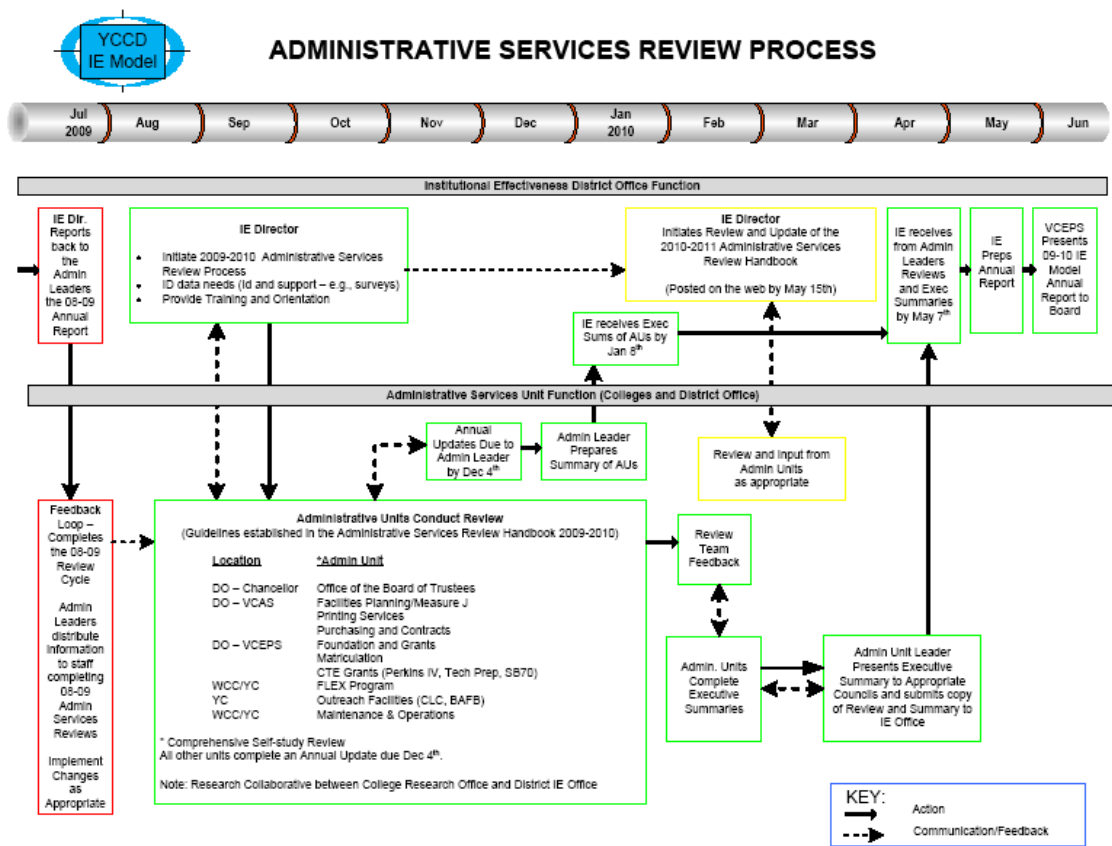 YCCD
IE Model
ADMINISTRATIVE SERVICES REVIEW PROCESS
Jul
2009
Aug
Sep
Oct
Nov
Dec
Jan
2010
Feb
Mar
Apr
May
Jun
Institutional Effectiveness District Office Function
IE Dir.
Reports
back to
the
Admin
Leaders
the 08-09
Annual
Report
IE Director
• Initiate 2009-2010 Administrative Services
Review Process
• ID data needs (Id and support – e.g., surveys)
• Provide Training and Orientation
IE Director
Initiates Review and Update of the
2010-2011 Administrative Services
Review Handbook
(Posted on the web by May 15th)
IE receives
from Admin
Leaders
Reviews
and Exec
Summaries
by May 7th
IE
Preps
Annual
Report
VCEPS
Presents
09-10 IE
Model
Annual
Report to
Board
IE receives Exec
Sums of AUs by
Jan 8th
Administrative Services Unit Function (Colleges and District Office)
Annual
Updates Due to
Admin Leader
by Dec 4th
Admin Leader
Prepares
Summary of AUs
Review and Input from
Admin Units
as appropriate
Feedback
Loop –
Completes
the 08-09
Review
Cycle
Admin
Leaders
distribute
information
to staff
completing
08-09
Admin
Services
Reviews
Implement
Changes
as
Appropriate
Administrative Units Conduct Review
(Guidelines established in the Administrative Services Review Handbook 2009-2010)
Location *Admin Unit
DO – Chancellor Office of the Board of Trustees
DO – VCAS Facilities Planning/Measure J
Printing Services
Purchasing and Contracts
DO – VCEPS Foundation and Grants
Matriculation
CTE Grants (Perkins IV, Tech Prep, SB70)
WCC/YC FLEX Program
YC Outreach Facilities (CLC, BAFB)
WCC/YC Maintenance & Operations
* Comprehensive Self-study Review
All other units complete an Annual Update due Dec 4th.
Note: Research Collaborative between College Research Office and District IE Office
Review
Team
Feedback
Admin. Units
Complete
Executive
Summaries
Admin Unit Leader
Presents Executive
Summary to Appropriate
Councils and submits copy
of Review and Summary to
IE Office
KEY:
Action
Communication/Feedback